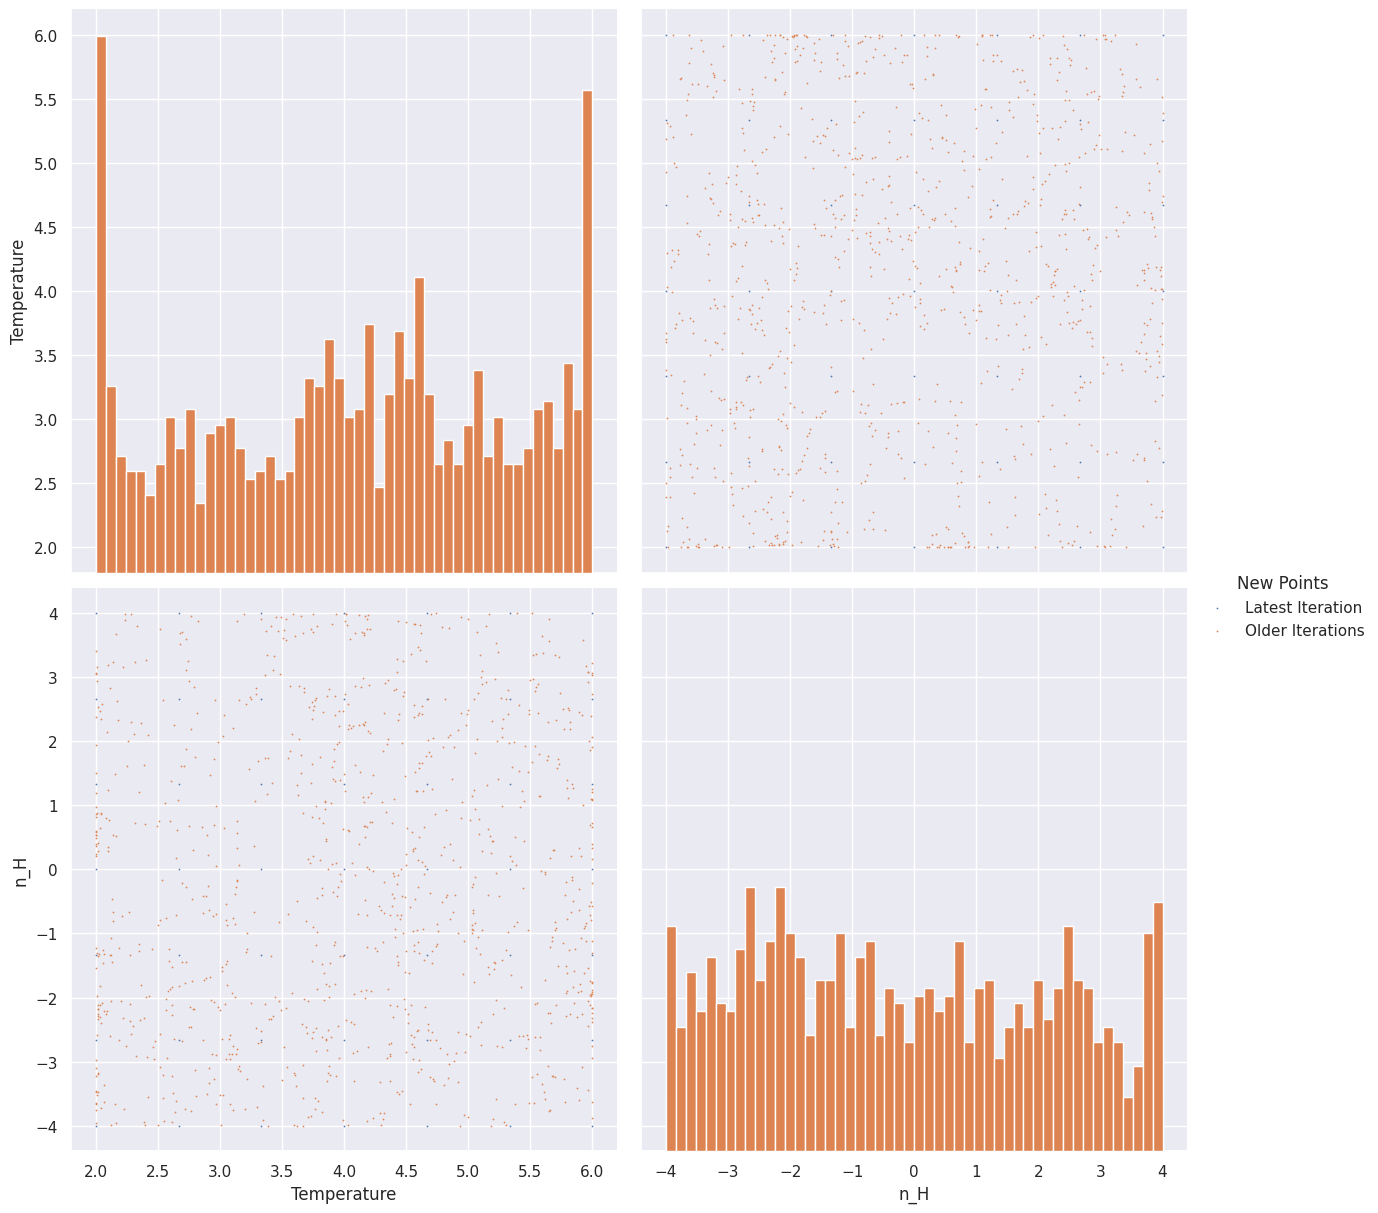 6.0
5.5
5.0
4.5
4.0
3.5
3.0
2.5
2.0
Temperature
4
3
2
1
0
−1
−2
−3
−4
n_H
2.0 2.5 3.0 3.5 4.0 4.5 5.0 5.5 6.0
Temperature
−4 −3 −2 −1 0 1 2 3 4
n_H
New Points
Latest Iteration
Older Iterations